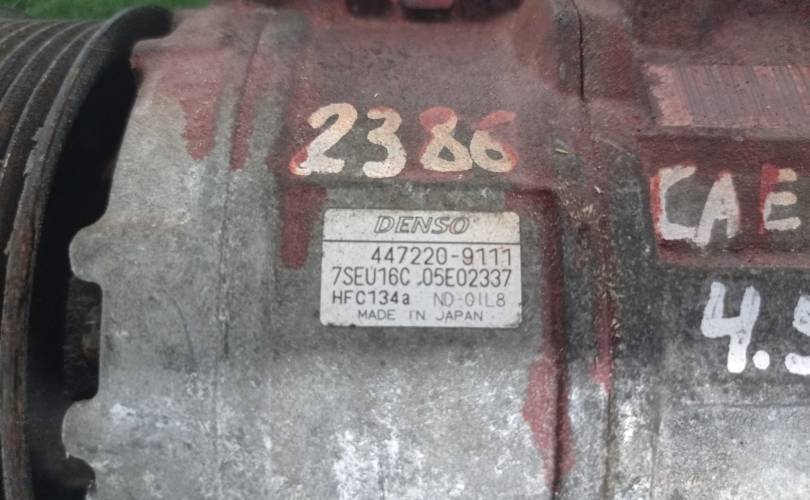 2386
DENSO
447220-9111
7SEU16C 05E02337
HFC134a ND-OIL8
MADE IN JAPAN